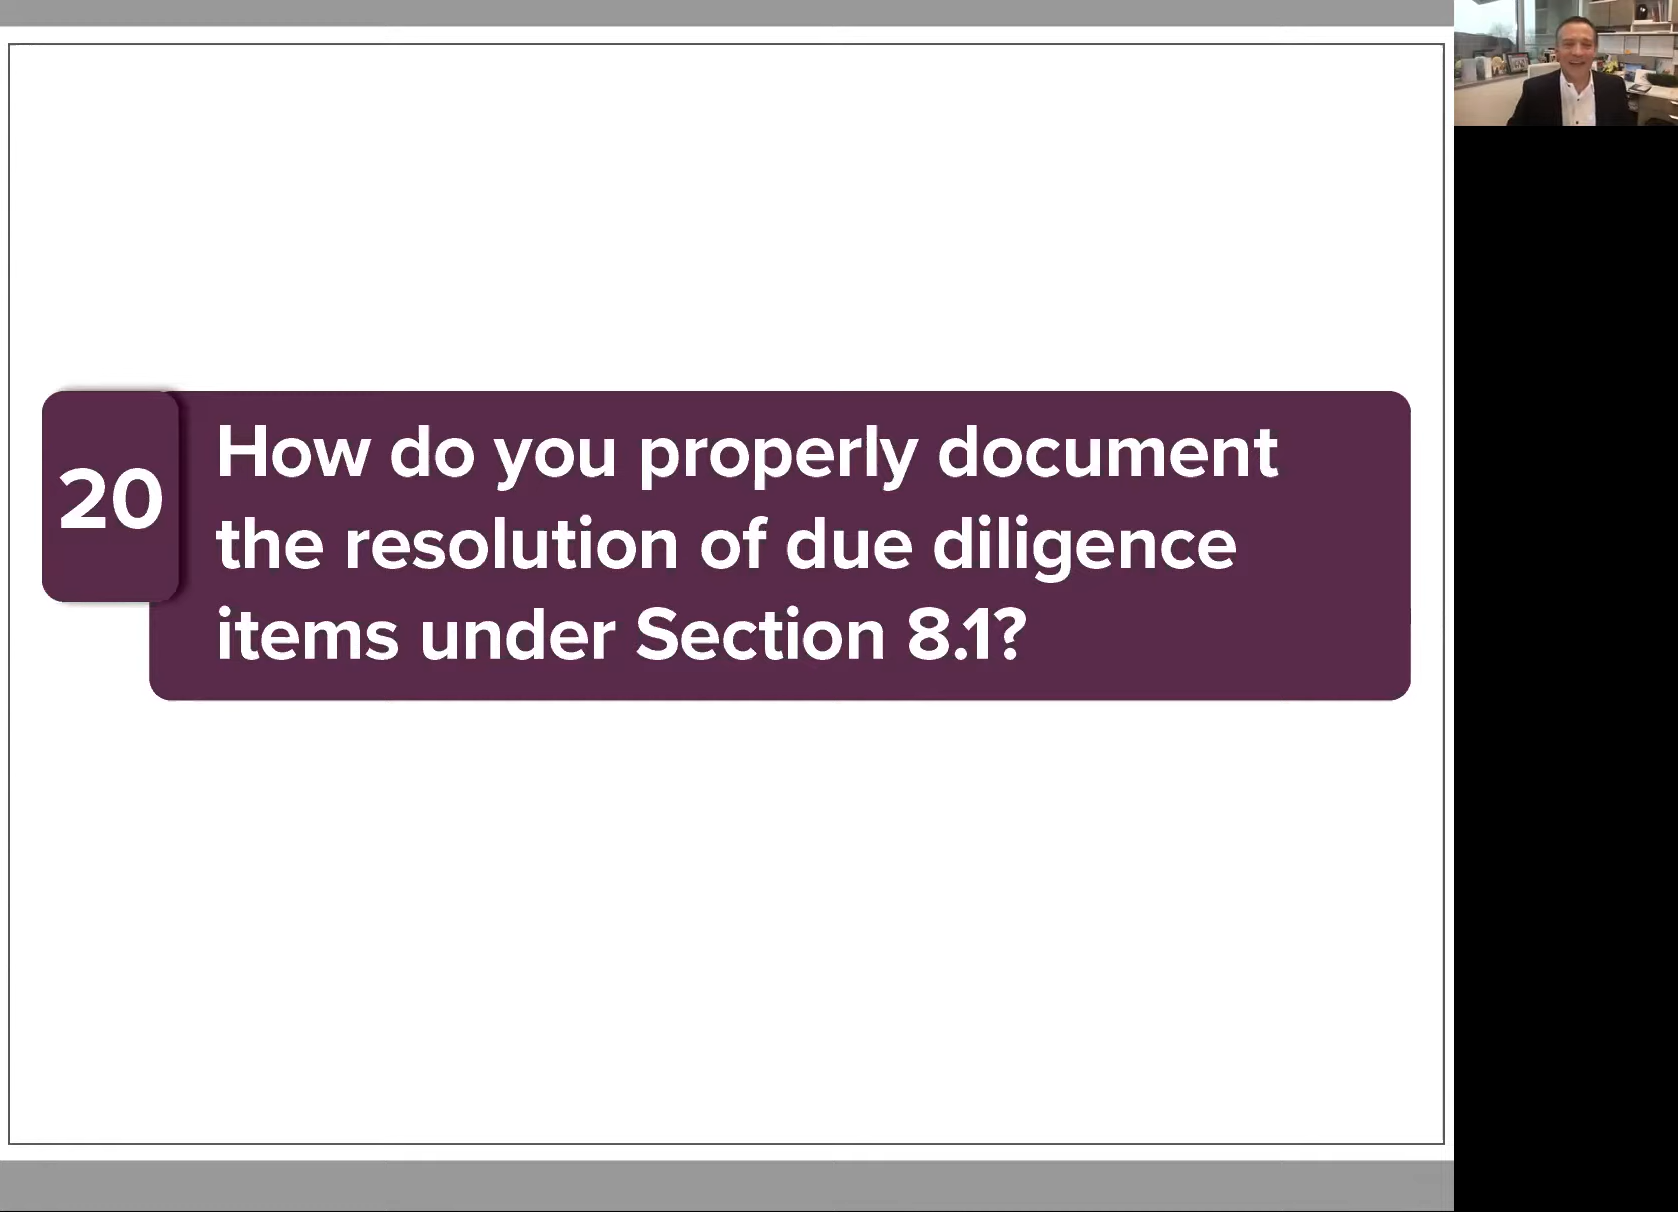 20
How do you properly document
the resolution of due diligence
items under Section 8.1?